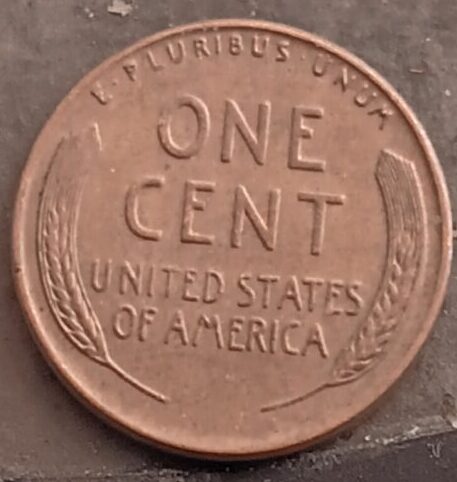 E · PLURIBUS · UNUM
ONE
CENT
UNITED STATES
OF AMERICA